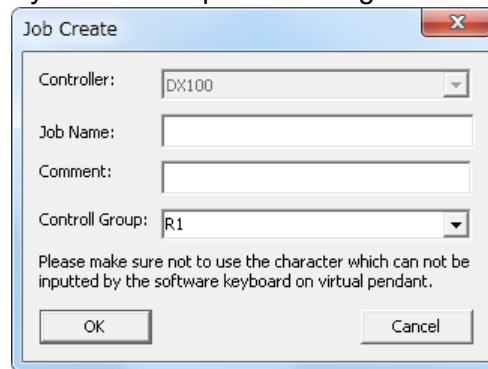 Job Create
Controller:
DX100
Job Name:
Comment:
Controll Group:
R1
Please make sure not to use the character which can not be
inputted by the software keyboard on virtual pendant.
OK
Cancel